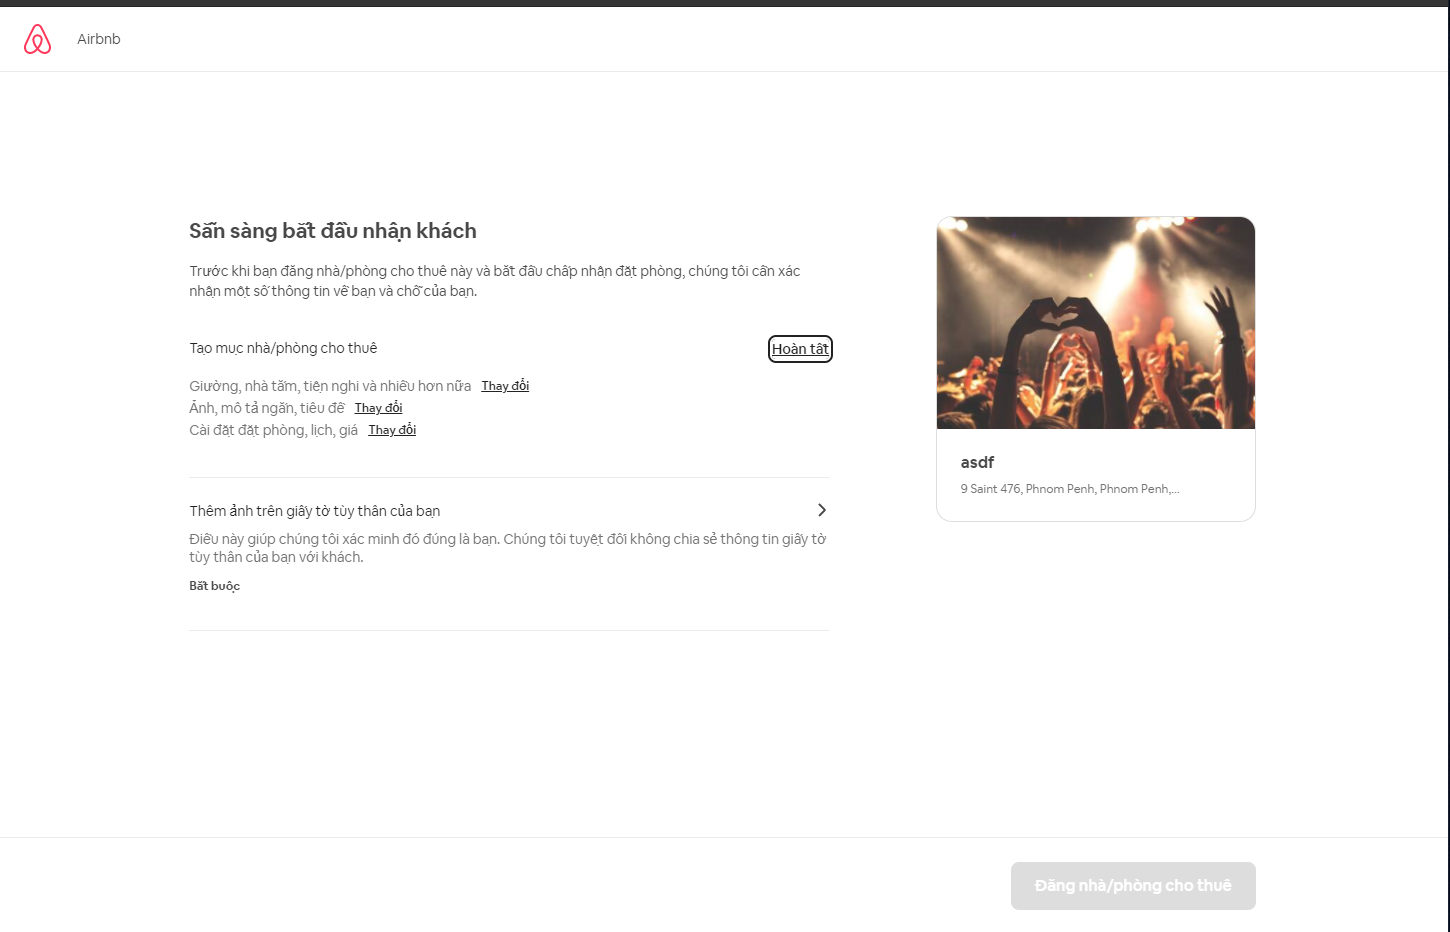 Airbnb
Sẵn sàng bắt đầu nhận khách
Trước khi bạn đăng nhà/phòng cho thuê này và bắt đầu chấp nhận đặt phòng, chúng tôi cần xác
nhận một số thông tin về bạn và chỗ của bạn.
Tạo mục nhà/phòng cho thuê
Hoàn tất
Giường, nhà tắm, tiện nghi và nhiều hơn nữa Thay đổi
Ảnh, mô tả ngắn, tiêu đề Thay đổi
Cài đặt đặt phòng, lịch, giá Thay đổi
Thêm ảnh trên giấy tờ tùy thân của bạn
Điều này giúp chúng tôi xác minh đó đúng là bạn. Chúng tôi tuyệt đối không chia sẻ thông tin giấy tờ
tùy thân của bạn với khách.
Bắt buộc
asdf
9 Saint 476, Phnom Penh, Phnom Penh,...
Đăng nhà/phòng cho thuê